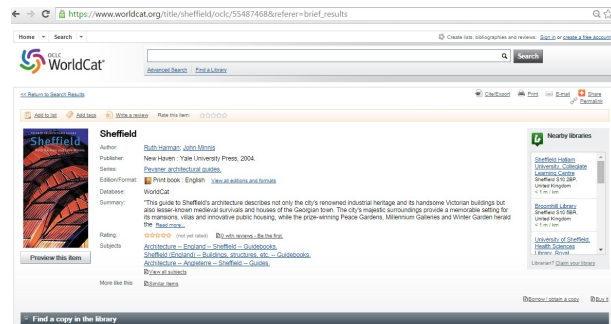 https://www.worldcat.org/title/sheffield/oclc/55487468&referer=brief_results
Home Search
Create lists, bibliographies and reviews: Sign in or create a free account
OCLC
WorldCat®
Search
Advanced Search Find a Library
<< Return to Search Results
Cite/Export Print E-mail Share
Permalink
Add to list Add tags Write a review Rate this item:
Sheffield
Sheffield
Author: Ruth Harman; John Minnis
Publisher: New Haven : Yale University Press, 2004.
Series: Pevsner architectural guides.
Edition/Format: Print book : English View all editions and formats
Database: WorldCat
Summary: "This guide to Sheffield's architecture describes not only the city's renowned industrial heritage and its handsome Victorian buildings but
also lesser-known medieval survivals and houses of the Georgian town. The city's majestic surroundings provide a memorable setting for
its mansions, villas and innovative public housing, while the prize-winning Peace Gardens, Millennium Galleries and Winter Garden herald
the Read more...
Rating: (not yet rated) 0 with reviews - Be the first.
Subjects Architecture -- England -- Sheffield -- Guidebooks.
Sheffield (England) -- Buildings, structures, etc. -- Guidebooks.
Architecture -- Angleterre -- Sheffield -- Guides.
View all subjects
More like this Similar Items
Preview this item
Nearby libraries
Sheffield Hallam
University, Collegiate
Learning Centre
Sheffield S10 2BP,
United Kingdom
< 1 m / km
Broomhill Library
Sheffield S10 5BR,
United Kingdom
< 1 m / km
University of Sheffield,
Health Sciences
Library, Royal
Librarian? Claim your library
Borrow / obtain a copy Buy it
Find a copy in the library